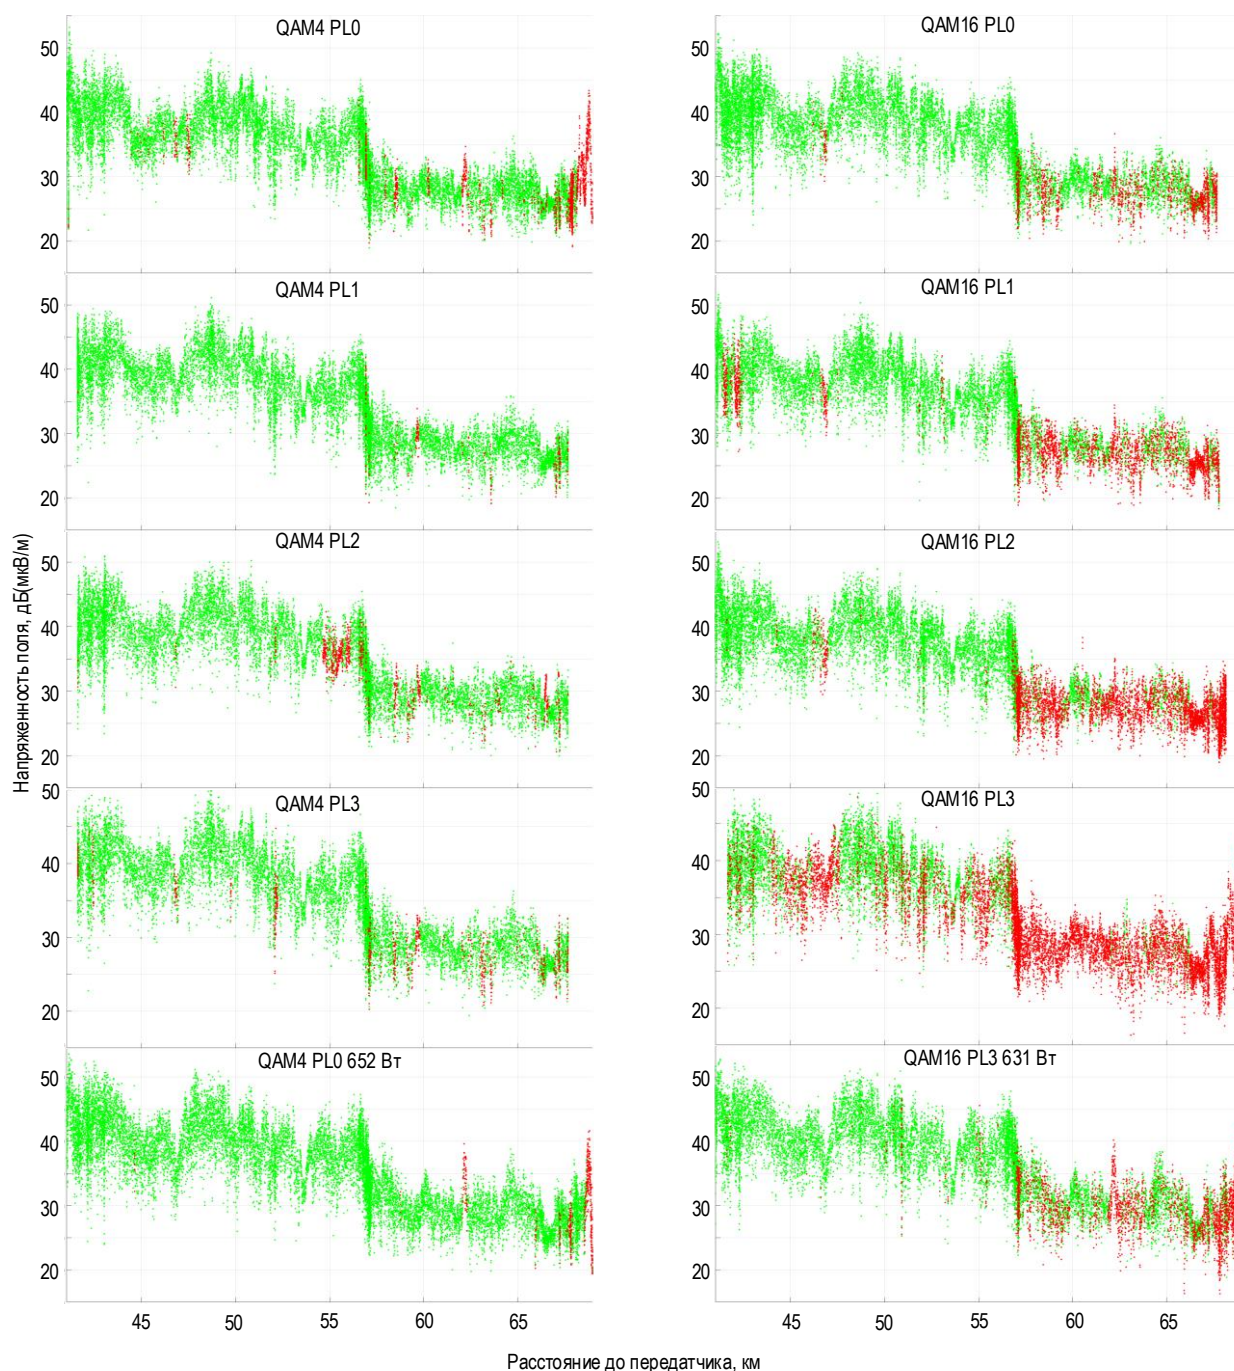 QAM4 PL0
QAM16 PL0
50
40
30
20
50
40
30
20
QAM4 PL1
QAM16 PL1
50
40
30
20
50
40
30
20
QAM4 PL2
QAM16 PL2
50
40
30
20
50
40
30
20
Напряженность поля, дБ(мкВ/м)
QAM4 PL3
QAM16 PL3
50
40
30
20
50
40
30
20
QAM4 PL0 652 Вт
QAM16 PL3 631 Вт
50
40
30
20
50
40
30
20
45 50 55 60 65
45 50 55 60 65
Расстояние до передатчика, км